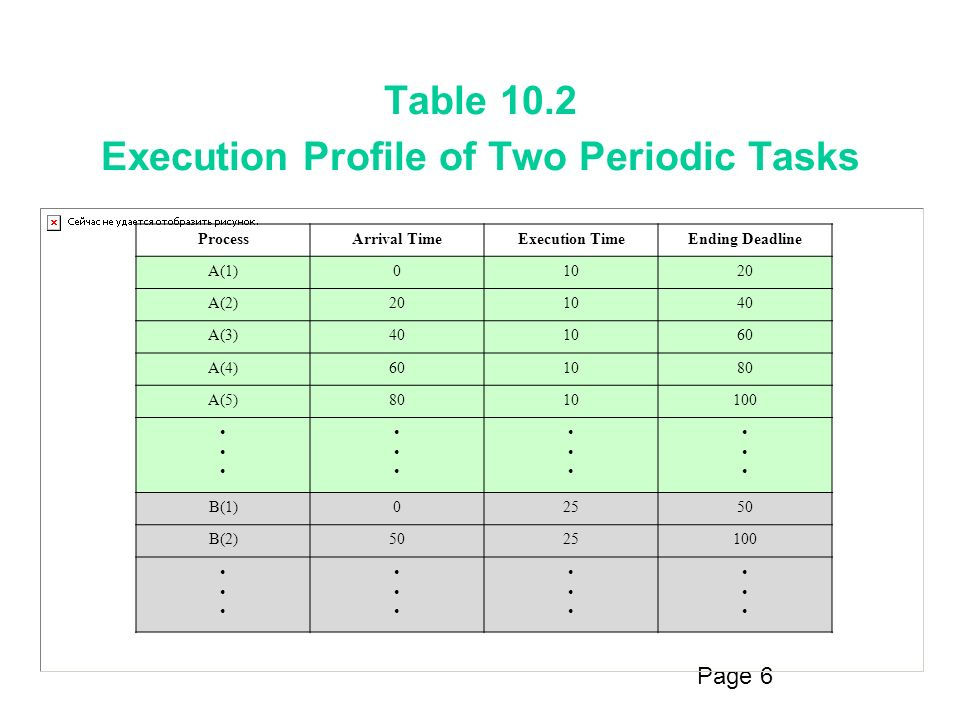 Table 10.2
Execution Profile of Two Periodic Tasks
Сейчас не удается отобразить рисунок.
Process Arrival Time Execution Time Ending Deadline
A(1) 0 10 20
A(2) 20 10 40
A(3) 40 10 60
A(4) 60 10 80
A(5) 80 10 100
• • • •
• • • •
• • • •
B(1) 0 25 50
B(2) 50 25 100
• • • •
• • • •
• • • •
Page 6